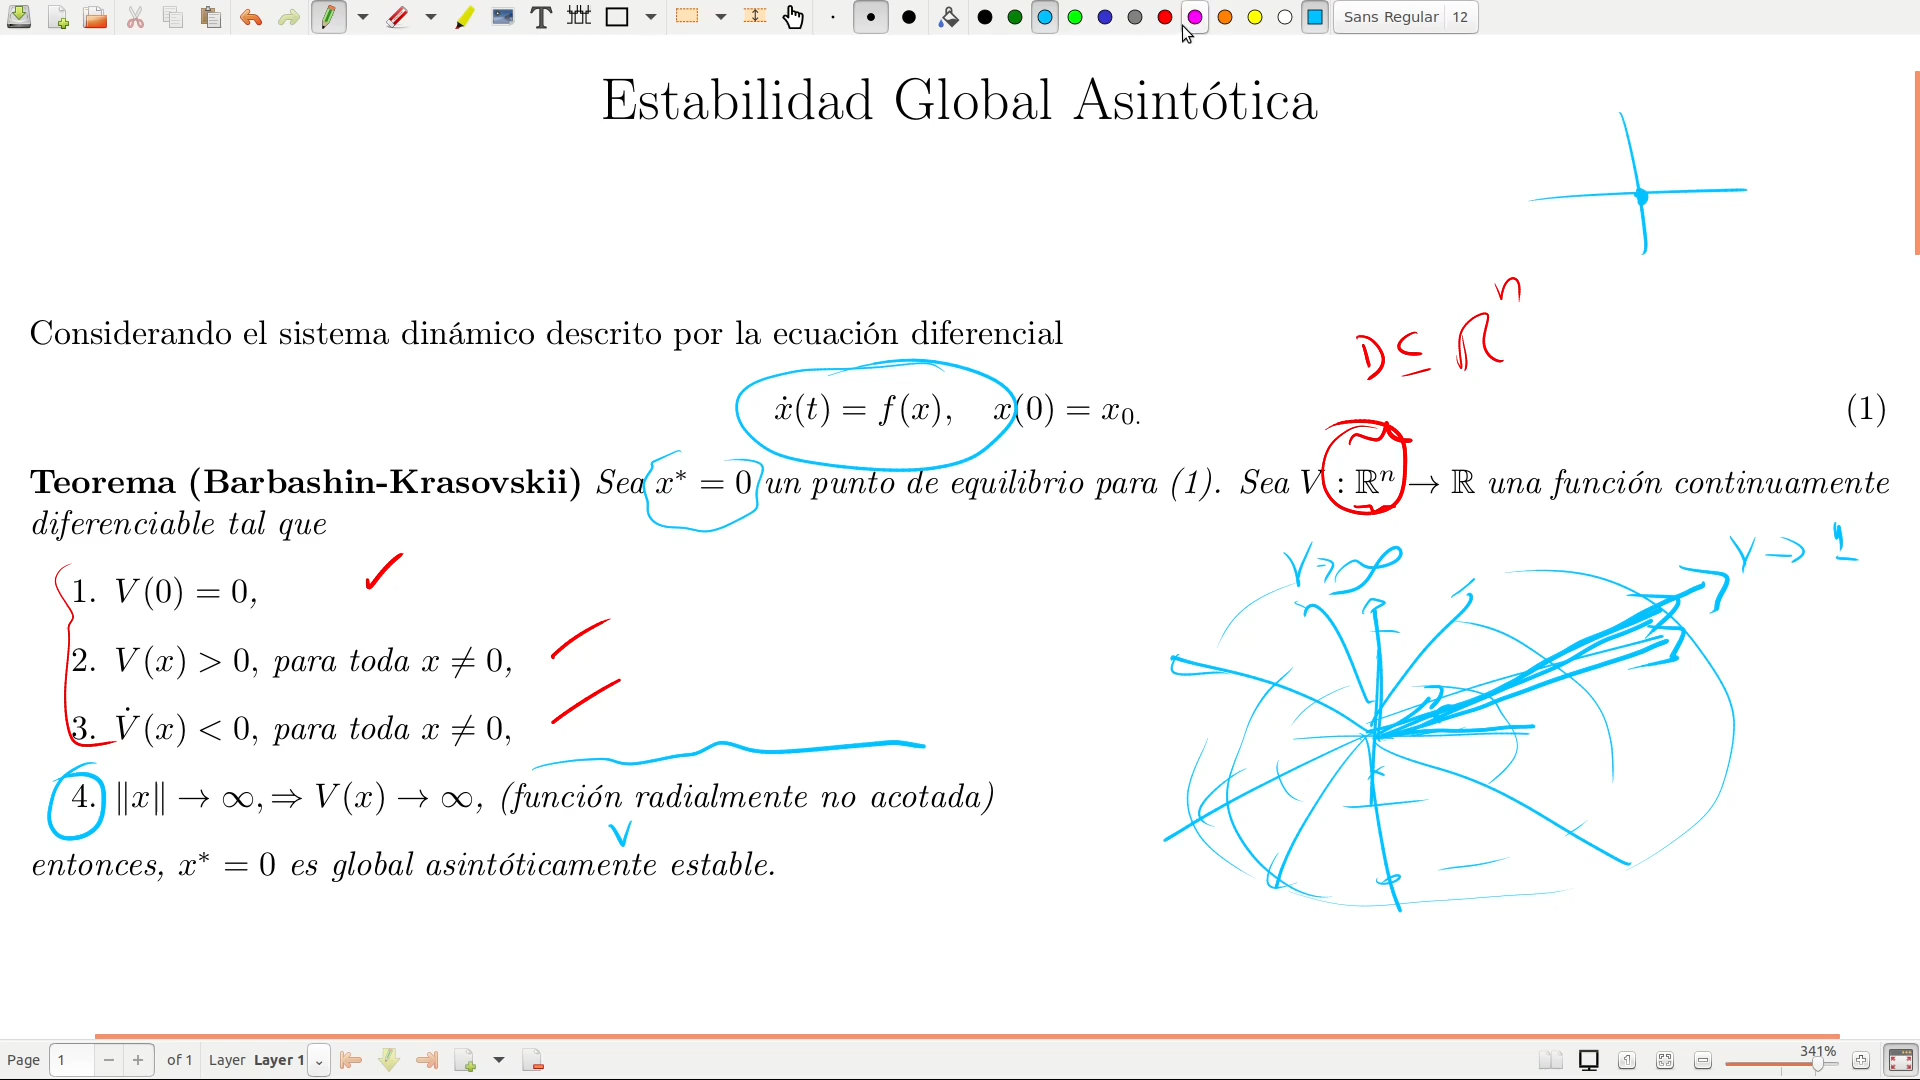 Sans Regular 12
Estabilidad Global Asintótica
Considerando el sistema dinámico descrito por la ecuación diferencial
D ⊆ ℝ^n
ẋ(t) = f(x), x(0) = x₀. (1)
Teorema (Barbashin-Krasovskii) Sea x* = 0 un punto de equilibrio para (1). Sea V : ℝⁿ → ℝ una función continuamente
diferenciable tal que
V → ∞
V → 1
1. V(0) = 0,
2. V(x) > 0, para toda x ≠ 0,
3. V̇(x) < 0, para toda x ≠ 0,
4. ‖x‖ → ∞, ⇒ V(x) → ∞, (función radialmente no acotada)
V
entonces, x* = 0 es global asintóticamente estable.
Page 1 of 1 Layer Layer 1 341%